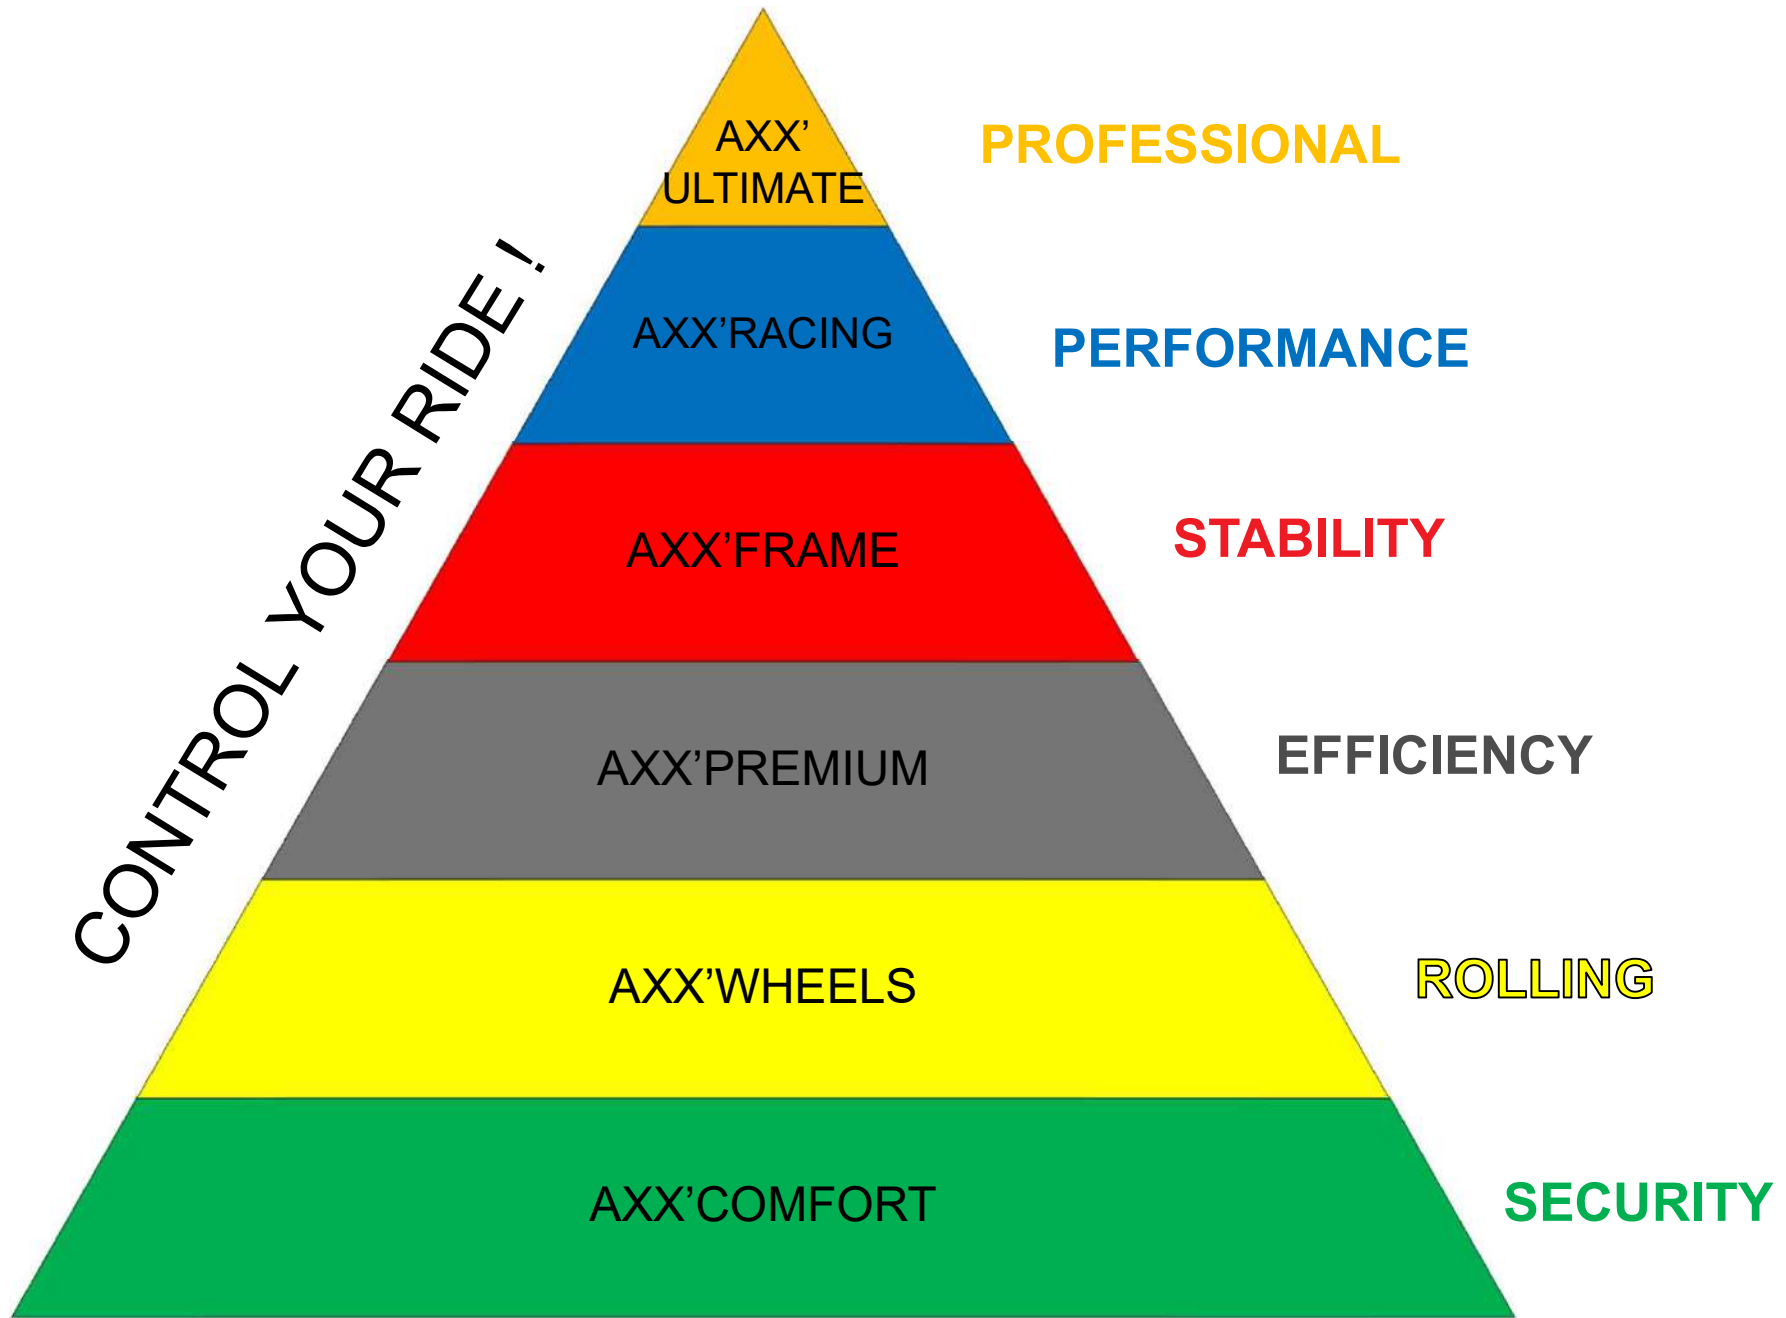 AXX’
ULTIMATE
PROFESSIONAL
CONTROL YOUR RIDE !
AXX’RACING
PERFORMANCE
AXX’FRAME
STABILITY
AXX’PREMIUM
EFFICIENCY
AXX’WHEELS
ROLLING
AXX’COMFORT
SECURITY